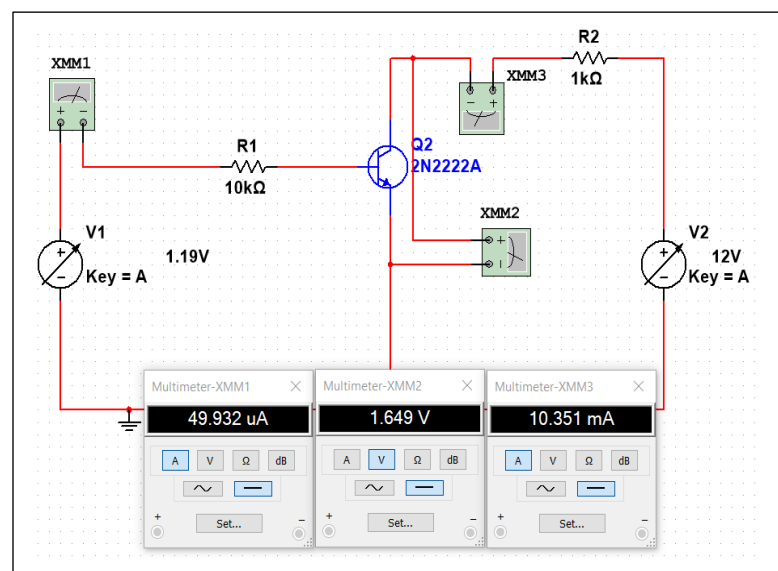 XMM1
R1
10kΩ
V1
1.19V
Key = A
Q2
2N2222A
XMM3
R2
1kΩ
XMM2
V2
12V
Key = A
Multimeter-XMM1
49.932 uA
A V Ω dB
Set...
+ −
Multimeter-XMM2
1.649 V
A V Ω dB
Set...
+ −
Multimeter-XMM3
10.351 mA
A V Ω dB
Set...
+ −